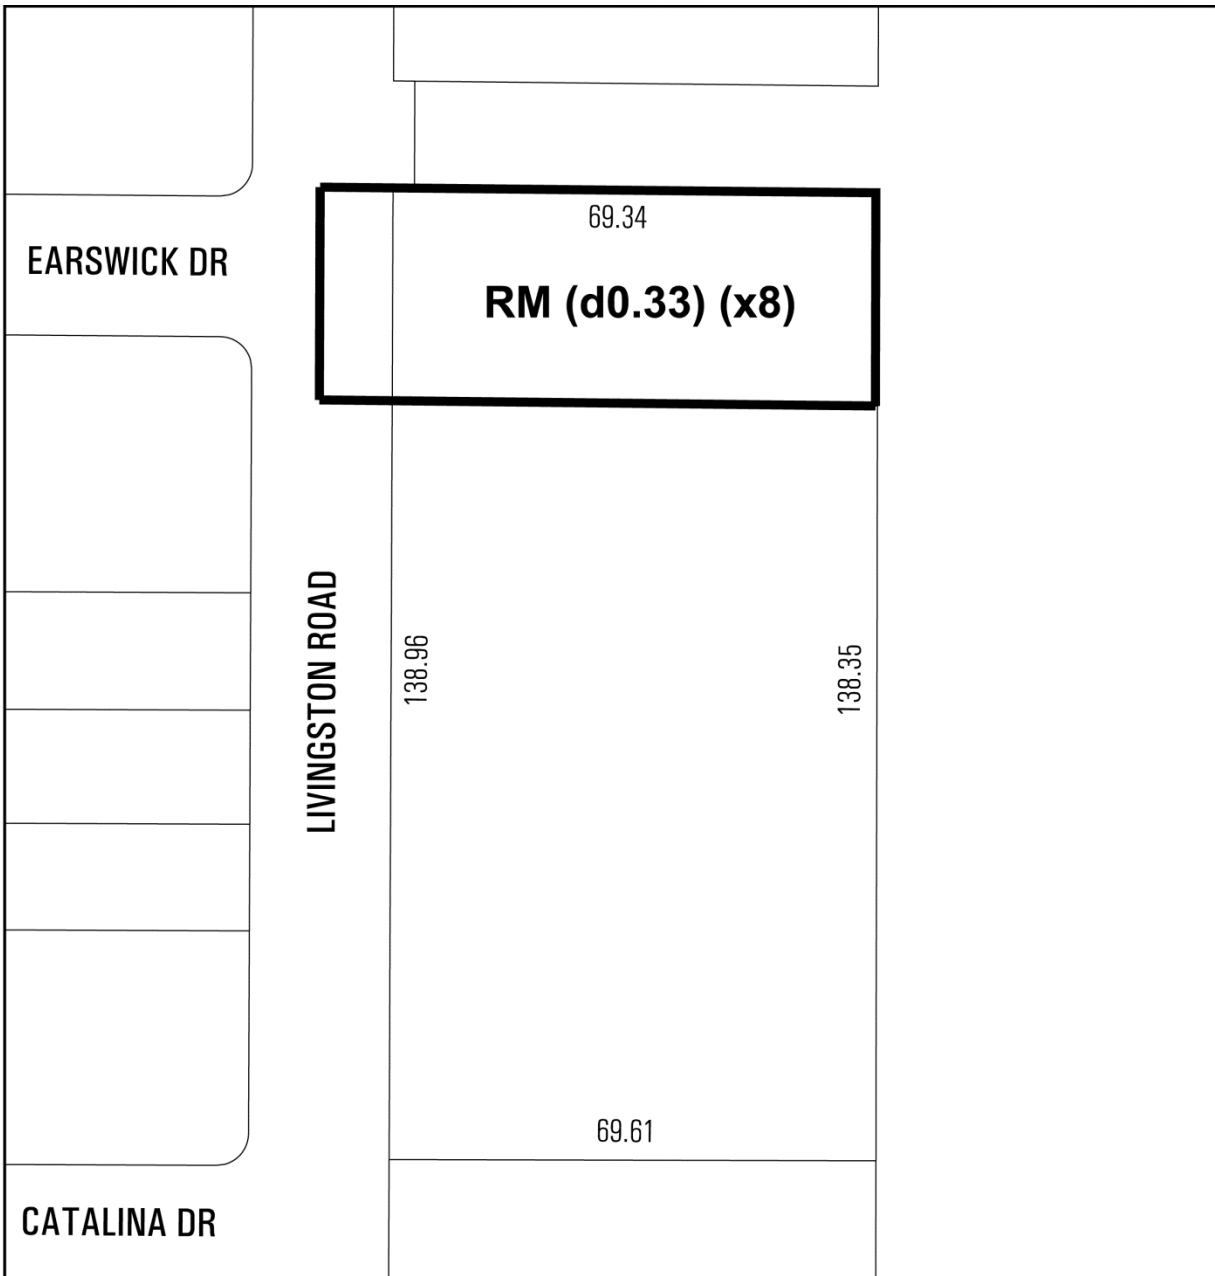 69.34
EARSWICK DR
RM (d0.33) (x8)
LIVINGSTON ROAD
138.96
138.35
69.61
CATALINA DR